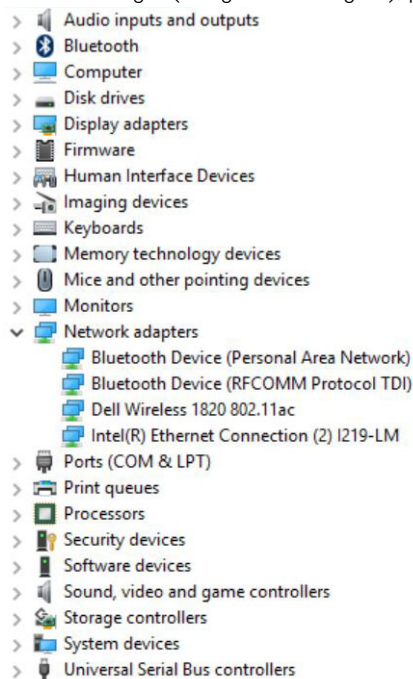 Audio inputs and outputs
Bluetooth
Computer
Disk drives
Display adapters
Firmware
Human Interface Devices
Imaging devices
Keyboards
Memory technology devices
Mice and other pointing devices
Monitors
Network adapters
Bluetooth Device (Personal Area Network)
Bluetooth Device (RFCOMM Protocol TDI)
Dell Wireless 1820 802.11ac
Intel(R) Ethernet Connection (2) I219-LM
Ports (COM & LPT)
Print queues
Processors
Security devices
Software devices
Sound, video and game controllers
Storage controllers
System devices
Universal Serial Bus controllers